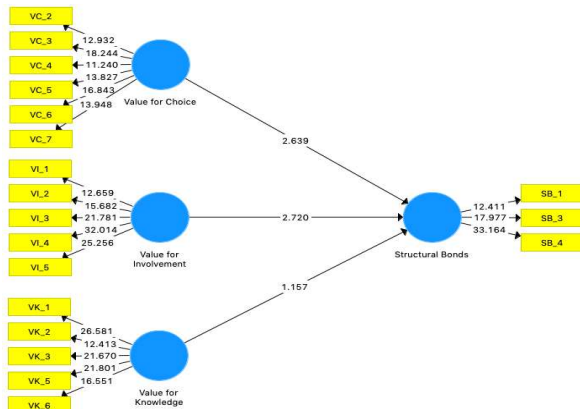 VC_2
VC_3
VC_4
VC_5
VC_6
VC_7
12.932
18.244
11.240
13.827
16.843
13.948
Value for Choice
2.639
VI_1
VI_2
VI_3
VI_4
VI_5
12.659
15.682
21.781
32.014
25.256
Value for
Involvement
2.720
12.411
17.977
33.164
SB_1
SB_3
SB_4
Structural Bonds
1.157
VK_1
VK_2
VK_3
VK_5
VK_6
26.581
12.413
21.670
21.801
16.551
Value for
Knowledge